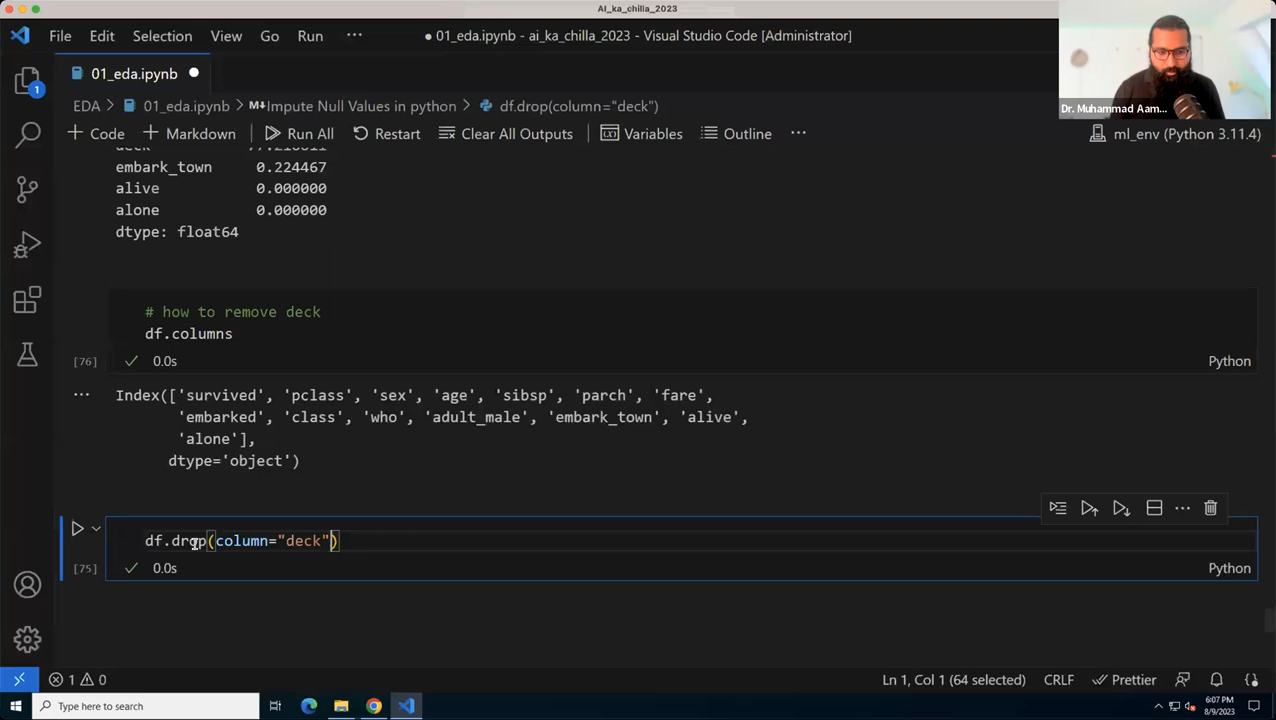 AI_ka_chilla_2023
File Edit Selection View Go Run ···
● 01_eda.ipynb - ai_ka_chilla_2023 - Visual Studio Code [Administrator]
Dr. Muhammad Aam...
1
01_eda.ipynb
EDA > 01_eda.ipynb > M↓Impute Null Values in python > df.drop(column="deck")
+ Code + Markdown Run All Restart Clear All Outputs Variables Outline ··· ml_env (Python 3.11.4)
embark_town 0.224467
alive 0.000000
alone 0.000000
dtype: float64
# how to remove deck
df.columns
[76] ✓ 0.0s Python
··· Index(['survived', 'pclass', 'sex', 'age', 'sibsp', 'parch', 'fare',
'embarked', 'class', 'who', 'adult_male', 'embark_town', 'alive',
'alone'],
dtype='object')
df.drop(column="deck")
[75] ✓ 0.0s Python
1 0 Ln 1, Col 1 (64 selected) CRLF Prettier
Type here to search
6:07 PM
8/9/2023